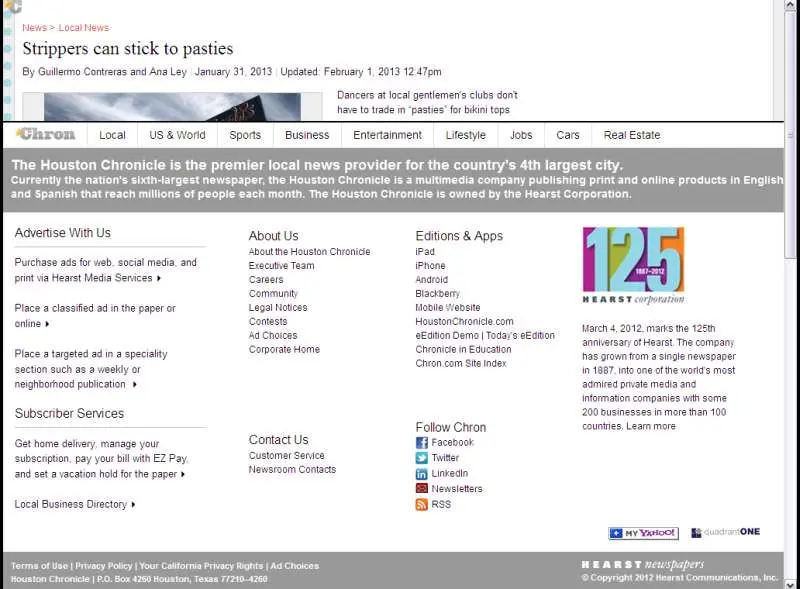 News > Local News
Strippers can stick to pasties
By Guillermo Contreras and Ana Ley | January 31, 2013 | Updated: February 1, 2013 12:47pm
Dancers at local gentlemen's clubs don't
have to trade in "pasties" for bikini tops
Chron Local US & World Sports Business Entertainment Lifestyle Jobs Cars Real Estate
The Houston Chronicle is the premier local news provider for the country's 4th largest city.
Currently the nation's sixth-largest newspaper, the Houston Chronicle is a multimedia company publishing print and online products in English
and Spanish that reach millions of people each month. The Houston Chronicle is owned by the Hearst Corporation.
Advertise With Us
Purchase ads for web, social media, and
print via Hearst Media Services
Place a classified ad in the paper or
online
Place a targeted ad in a speciality
section such as a weekly or
neighborhood publication
Subscriber Services
Get home delivery, manage your
subscription, pay your bill with EZ Pay,
and set a vacation hold for the paper
Local Business Directory
About Us
About the Houston Chronicle
Executive Team
Careers
Community
Legal Notices
Contests
Ad Choices
Corporate Home
Contact Us
Customer Service
Newsroom Contacts
Editions & Apps
iPad
iPhone
Android
Blackberry
Mobile Website
HoustonChronicle.com
eEdition Demo | Today's eEdition
Chronicle in Education
Chron.com Site Index
Follow Chron
Facebook
Twitter
LinkedIn
Newsletters
RSS
125
1887-2012
HEARST corporation
March 4, 2012, marks the 125th
anniversary of Hearst. The company
has grown from a single newspaper
in 1887, into one of the world's most
admired private media and
information companies with some
200 businesses in more than 100
countries. Learn more
MY YAHOO!
quadrantONE
Terms of Use | Privacy Policy | Your California Privacy Rights | Ad Choices
Houston Chronicle | P.O. Box 4260 Houston, Texas 77210-4260
HEARST newspapers
© Copyright 2012 Hearst Communications, Inc.